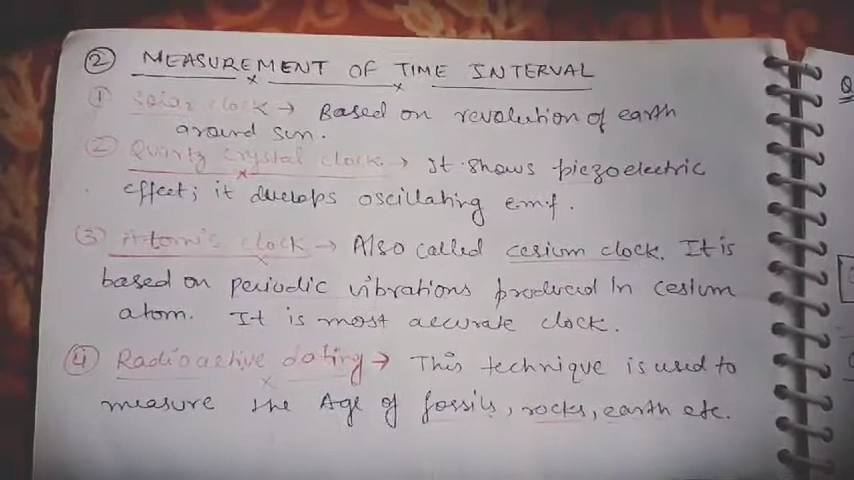 ② MEASUREMENT OF TIME INTERVAL
① Solar clock → Based on revolution of earth
around sun.
② Quartz crystal clock → It shows piezoelectric
effect; it develops oscillating emf.
③ Atomic clock → Also called cesium clock. It is
based on periodic vibrations produced in cesium
atom. It is most accurate clock.
④ Radioactive dating → This technique is used to
measure the Age of fossils, rocks, earth etc.
Q